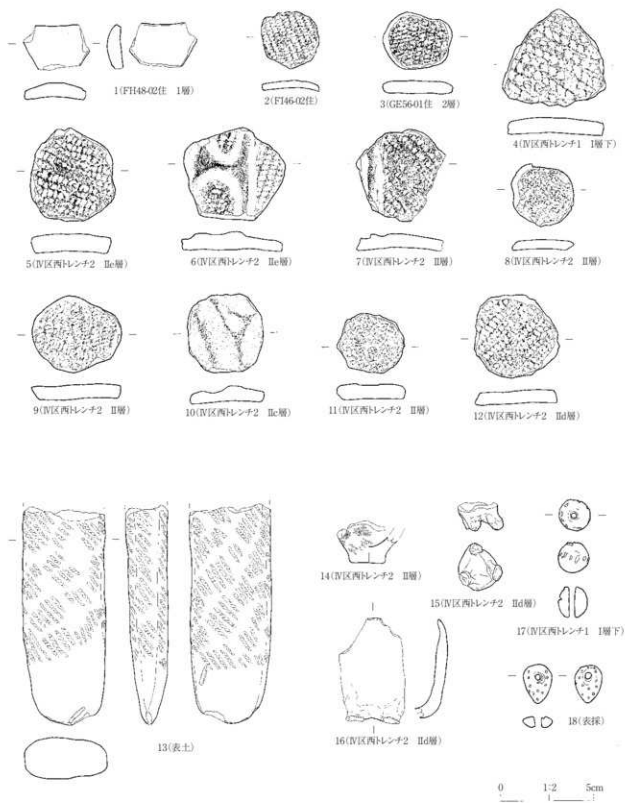 1(FH48-02住 1層)
2(FI46-02住)
3(GE56-01住 2層)
4(Ⅳ区西トレンチ1 Ⅰ層下)
5(Ⅳ区西トレンチ2 Ⅱc層)
6(Ⅳ区西トレンチ2 Ⅱc層)
7(Ⅳ区西トレンチ2 Ⅱ層)
8(Ⅳ区西トレンチ2 Ⅱ層)
9(Ⅳ区西トレンチ2 Ⅱ層)
10(Ⅳ区西トレンチ2 Ⅱc層)
11(Ⅳ区西トレンチ2 Ⅱ層)
12(Ⅳ区西トレンチ2 Ⅱd層)
13(表土)
14(Ⅳ区西トレンチ2 Ⅱ層)
15(Ⅳ区西トレンチ2 Ⅱd層)
16(Ⅳ区西トレンチ2 Ⅱd層)
17(Ⅳ区西トレンチ1 Ⅰ層下)
18(表採)
0 1:2 5cm